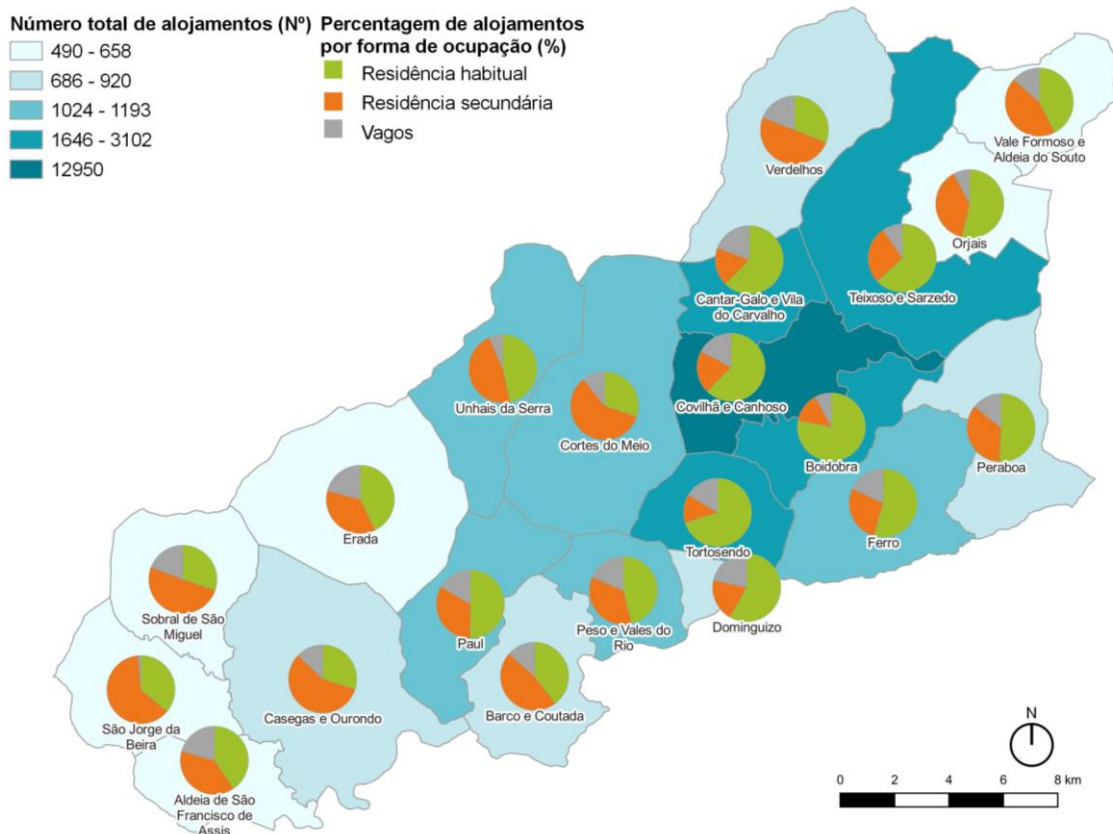 Número total de alojamentos (Nº)
490 - 658
686 - 920
1024 - 1193
1646 - 3102
12950
Percentagem de alojamentos
por forma de ocupação (%)
Residência habitual
Residência secundária
Vagos
Vale Formoso e
Aldeia do Souto
Verdelhos
Orjais
Cantar-Galo e Vila
do Carvalho
Teixoso e Sarzedo
Unhais da Serra
Cortes do Meio
Covilhã e Canhoso
Boidobra
Peraboa
Erada
Tortosendo
Ferro
Sobral de São
Miguel
Paul
Peso e Vales do
Rio
Dominguizo
São Jorge da
Beira
Casegas e Ourondo
Barco e Coutada
Aldeia de São
Francisco de
Assis
N
0 2 4 6 8 km